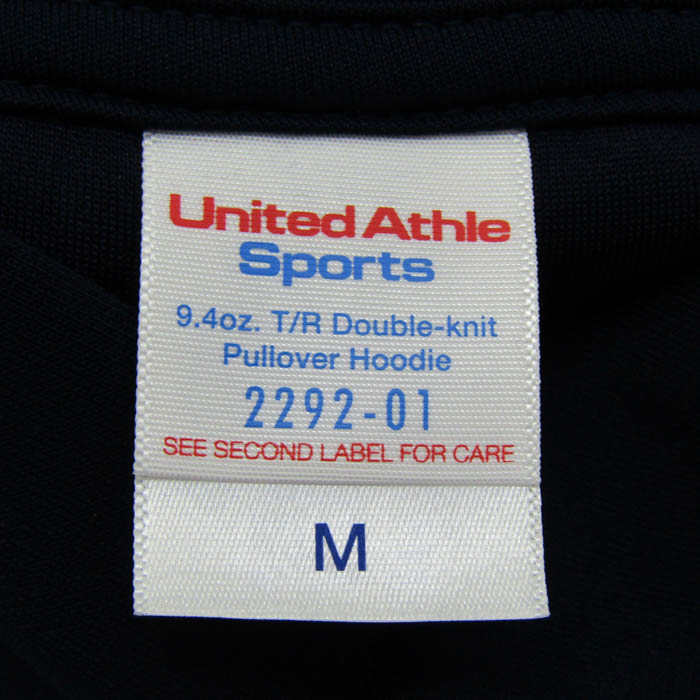 United Athle
Sports
9.4oz. T/R Double-knit
Pullover Hoodie
2292-01
SEE SECOND LABEL FOR CARE
M